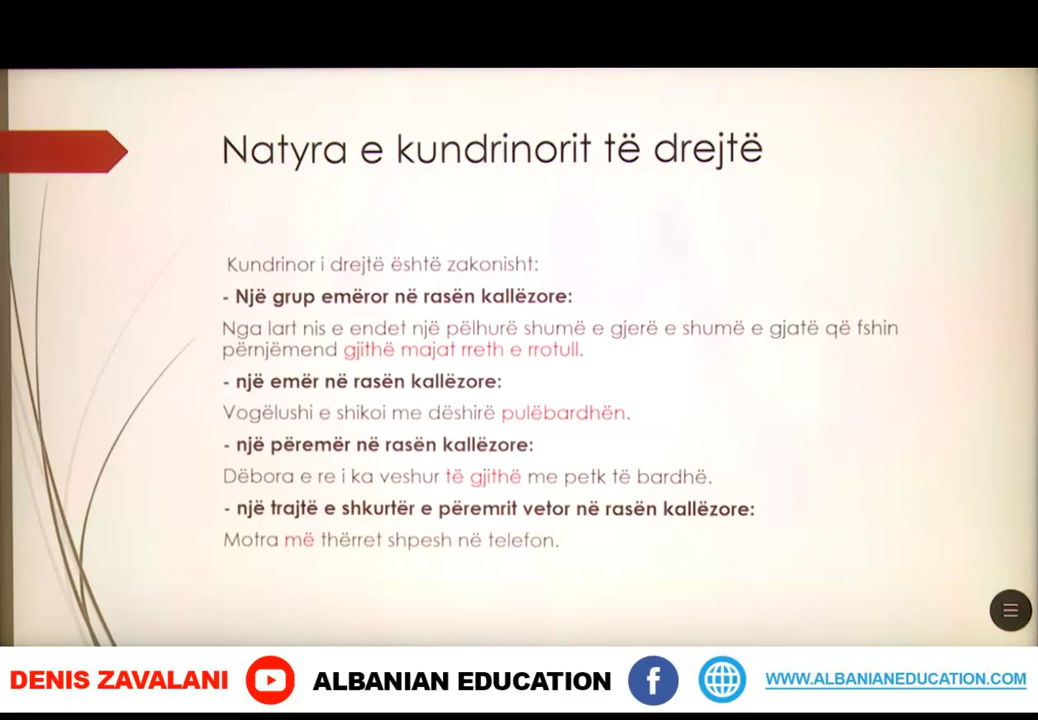 Natyra e kundrinorit të drejtë
Kundrinor i drejtë është zakonisht:
- Një grup emëror në rasën kallëzore:
Nga lart nis e endet një pëlhurë shumë e gjerë e shumë e gjatë që fshin
përnjëmend gjithë majat rreth e rrotull.
- një emër në rasën kallëzore:
Vogëlushi e shikoi me dëshirë pulëbardhën.
- një përemër në rasën kallëzore:
Dëbora e re i ka veshur të gjithë me petk të bardhë.
- një trajtë e shkurtër e përemrit vetor në rasën kallëzore:
Motra më thërret shpesh në telefon.
DENIS ZAVALANI ALBANIAN EDUCATION f WWW.ALBANIANEDUCATION.COM